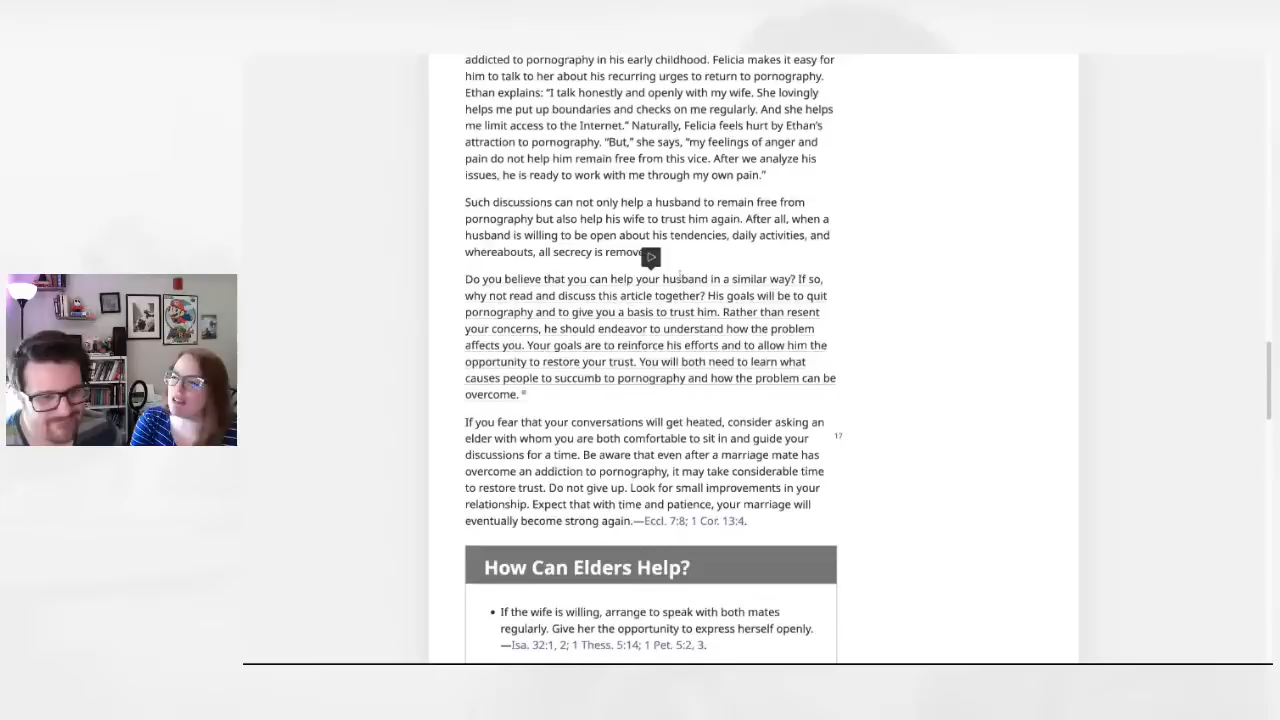 addicted to pornography in his early childhood. Felicia makes it easy for
him to talk to her about his recurring urges to return to pornography.
Ethan explains: “I talk honestly and openly with my wife. She lovingly
helps me put up boundaries and checks on me regularly. And she helps
me limit access to the Internet.” Naturally, Felicia feels hurt by Ethan’s
attraction to pornography. “But,” she says, “my feelings of anger and
pain do not help him remain free from this vice. After we analyze his
issues, he is ready to work with me through my own pain.”
Such discussions can not only help a husband to remain free from
pornography but also help his wife to trust him again. After all, when a
husband is willing to be open about his tendencies, daily activities, and
whereabouts, all secrecy is remove
Do you believe that you can help your husband in a similar way? If so,
why not read and discuss this article together? His goals will be to quit
pornography and to give you a basis to trust him. Rather than resent
your concerns, he should endeavor to understand how the problem
affects you. Your goals are to reinforce his efforts and to allow him the
opportunity to restore your trust. You will both need to learn what
causes people to succumb to pornography and how the problem can be
overcome.
If you fear that your conversations will get heated, consider asking an
elder with whom you are both comfortable to sit in and guide your
17
discussions for a time. Be aware that even after a marriage mate has
overcome an addiction to pornography, it may take considerable time
to restore trust. Do not give up. Look for small improvements in your
relationship. Expect that with time and patience, your marriage will
eventually become strong again.—Eccl. 7:8; 1 Cor. 13:4.
How Can Elders Help?
• If the wife is willing, arrange to speak with both mates
regularly. Give her the opportunity to express herself openly.
—Isa. 32:1, 2; 1 Thess. 5:14; 1 Pet. 5:2, 3.